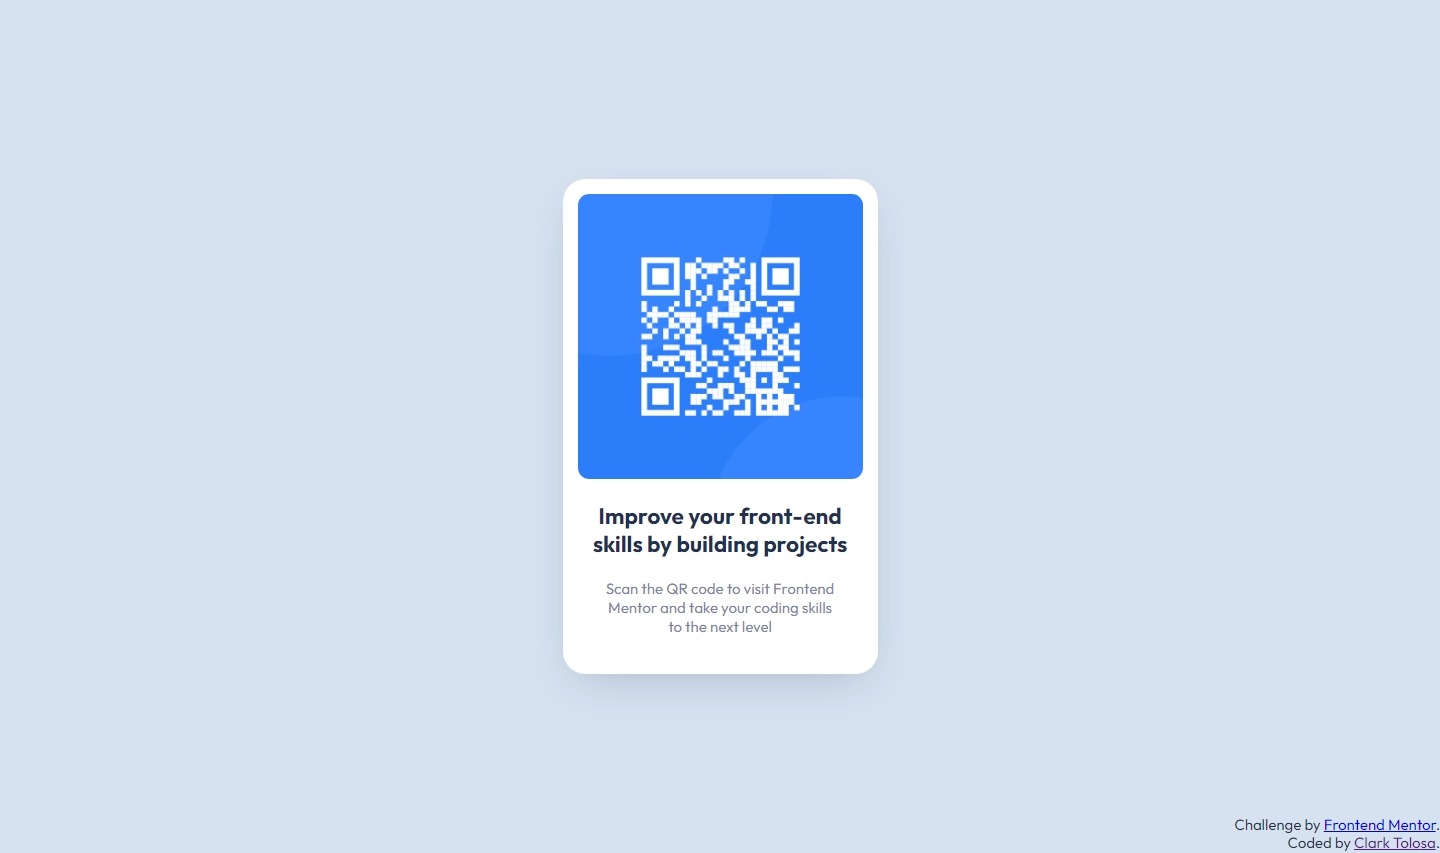 Improve your front-end
skills by building projects
Scan the QR code to visit Frontend
Mentor and take your coding skills
to the next level
Challenge by Frontend Mentor.
Coded by Clark Tolosa.